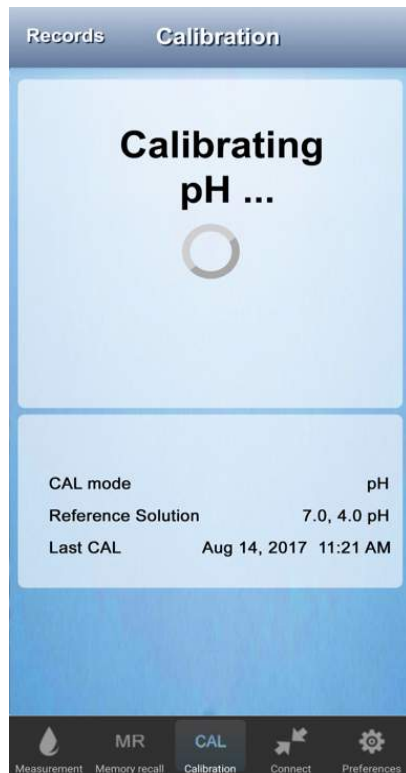 Records Calibration
Calibrating
pH ...
CAL mode pH
Reference Solution 7.0, 4.0 pH
Last CAL Aug 14, 2017 11:21 AM
MR CAL
Measurement Memory recall Calibration Connect Preferences